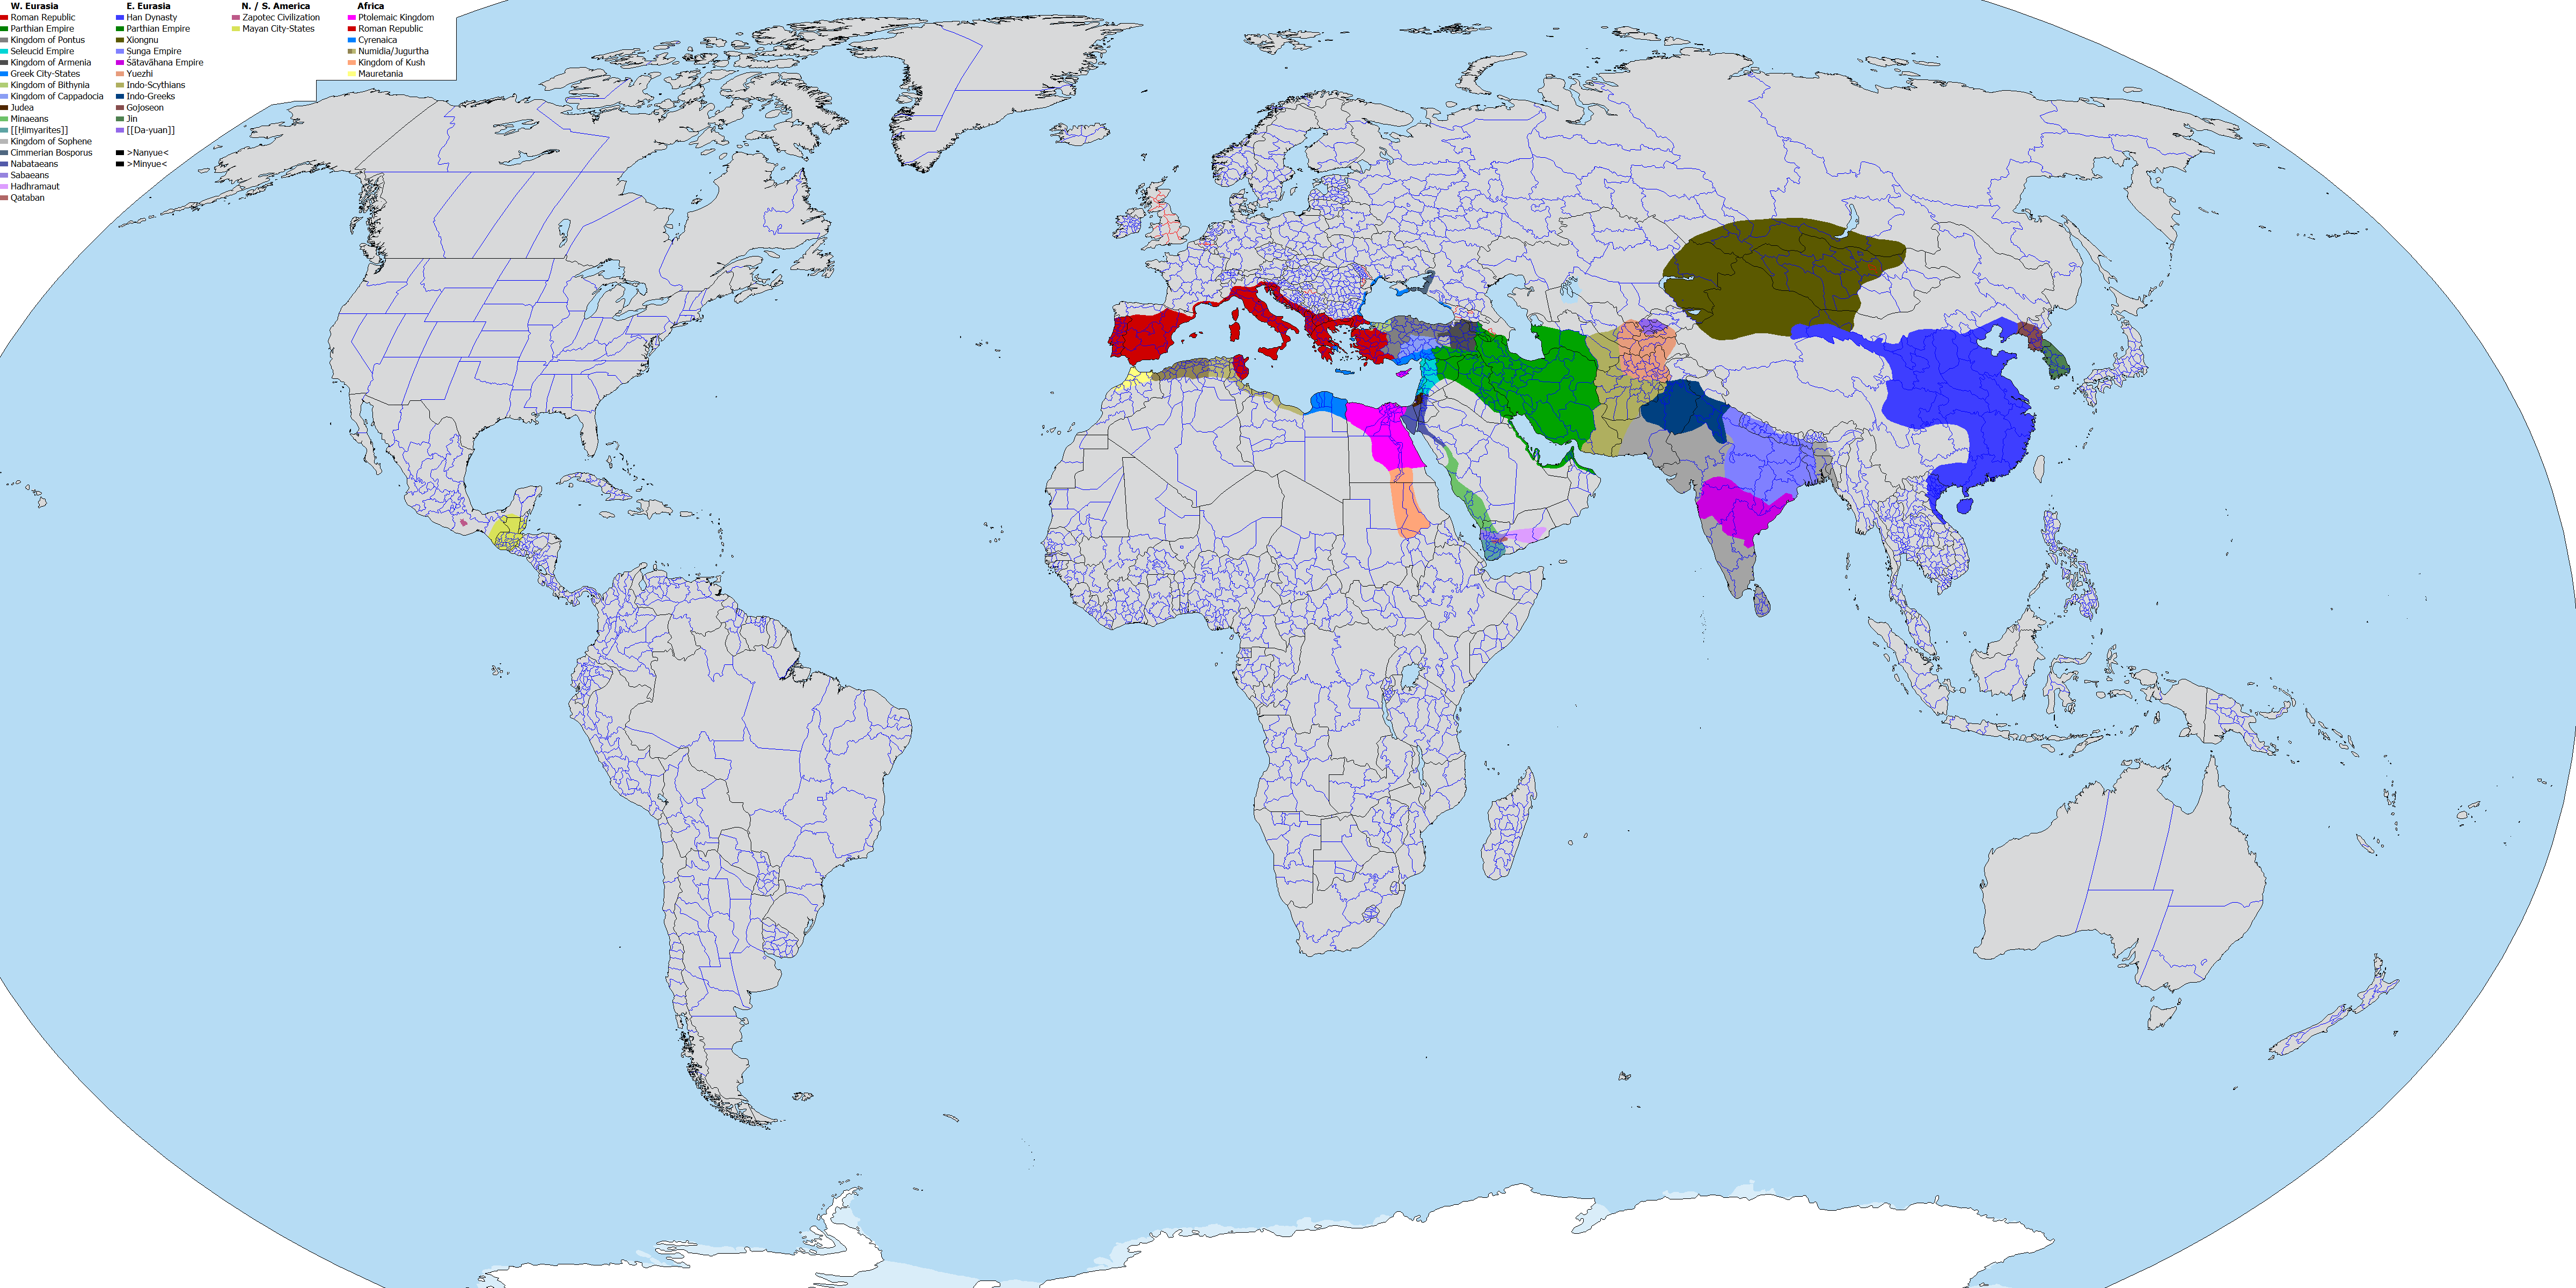 W. Eurasia
Roman Republic
Parthian Empire
Kingdom of Pontus
Seleucid Empire
Kingdom of Armenia
Greek City-States
Kingdom of Bithynia
Kingdom of Cappadocia
Judea
Minaeans
[[Ḥimyarites]]
Kingdom of Sophene
Cimmerian Bosporus
Nabataeans
Sabaeans
Hadhramaut
Qataban
E. Eurasia
Han Dynasty
Parthian Empire
Xiongnu
Sunga Empire
Śātavāhana Empire
Yuezhi
Indo-Scythians
Indo-Greeks
Gojoseon
Jin
[[Da-yuan]]
>Nanyue<
>Minyue<
N. / S. America
Zapotec Civilization
Mayan City-States
Africa
Ptolemaic Kingdom
Roman Republic
Cyrenaica
Numidia/Jugurtha
Kingdom of Kush
Mauretania